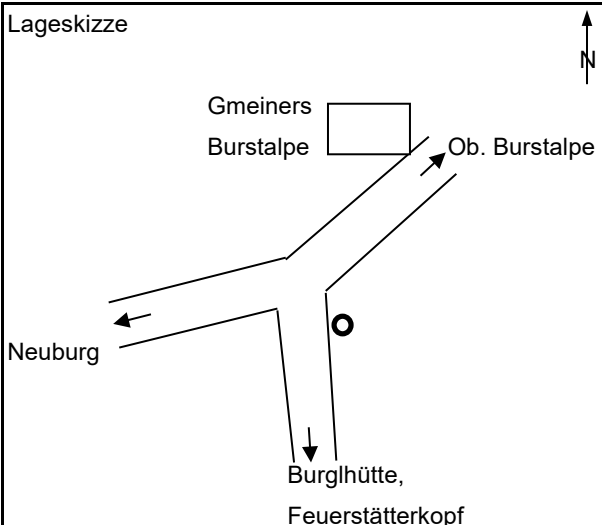 Lageskizze
N
Gmeiners
Burstalpe
Ob. Burstalpe
Neuburg
Burglhütte,
Feuerstätterkopf